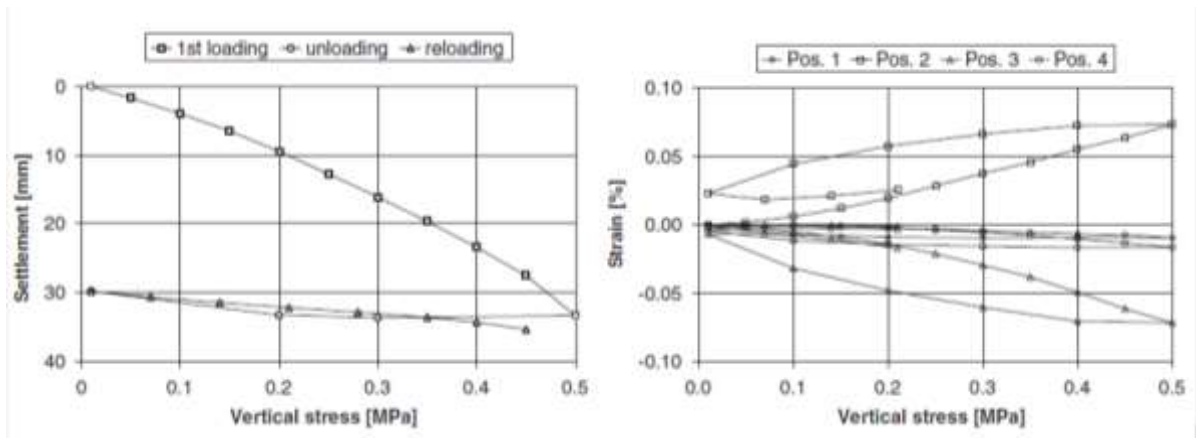 1st loading unloading reloading
0
10
20
30
40
Settlement [mm]
0 0.1 0.2 0.3 0.4 0.5
Vertical stress [MPa]
Pos. 1 Pos. 2 Pos. 3 Pos. 4
0.10
0.05
0.00
-0.05
-0.10
Strain [%]
0.0 0.1 0.2 0.3 0.4 0.5
Vertical stress [MPa]